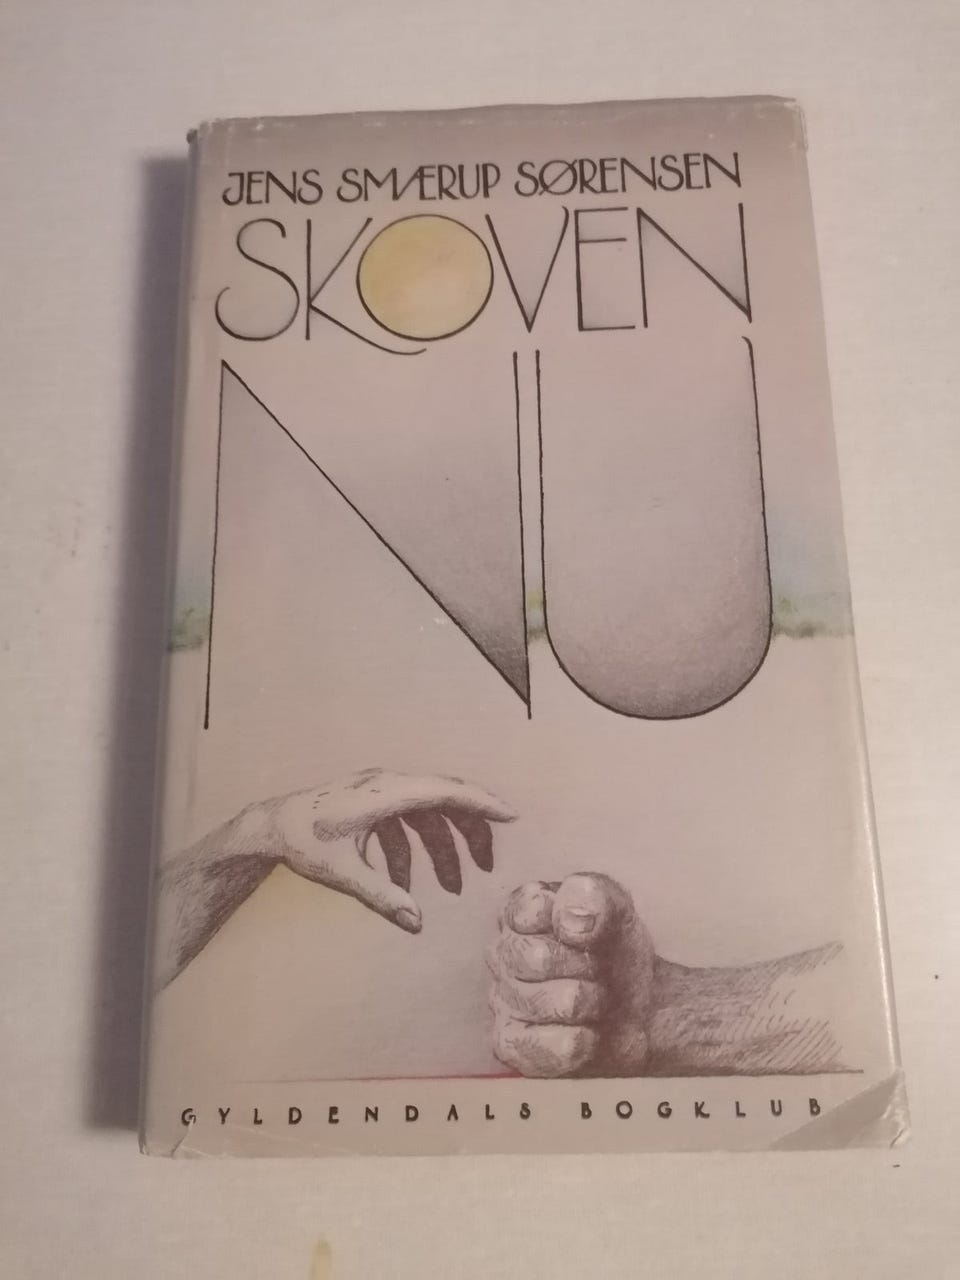 JENS SMÆRUP SØRENSEN
SKOVEN
NU
GYLDENDALS BOGKLUB